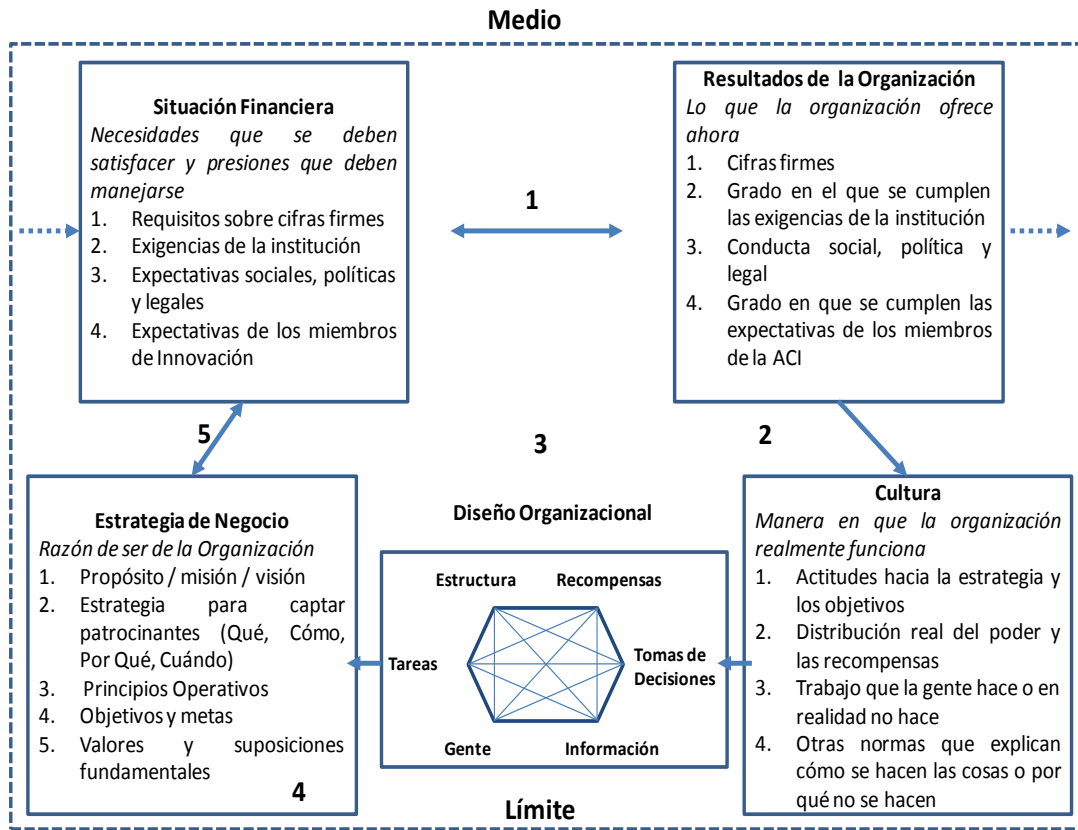 Medio
Situación Financiera
Necesidades que se deben
satisfacer y presiones que deben
manejarse
1. Requisitos sobre cifras firmes
2. Exigencias de la institución
3. Expectativas sociales, políticas
y legales
4. Expectativas de los miembros
de Innovación
1
Resultados de la Organización
Lo que la organización ofrece
ahora
1. Cifras firmes
2. Grado en el que se cumplen
las exigencias de la institución
3. Conducta social, política y
legal
4. Grado en que se cumplen las
expectativas de los miembros
de la ACI
5
3
2
Estrategia de Negocio
Razón de ser de la Organización
1. Propósito / misión / visión
2. Estrategia para captar
patrocinantes (Qué, Cómo,
Por Qué, Cuándo)
3. Principios Operativos
4. Objetivos y metas
5. Valores y suposiciones
fundamentales
4
Diseño Organizacional
Estructura
Recompensas
Tareas
Tomas de
Decisiones
Gente
Información
Cultura
Manera en que la organización
realmente funciona
1. Actitudes hacia la estrategia y
los objetivos
2. Distribución real del poder y
las recompensas
3. Trabajo que la gente hace o en
realidad no hace
4. Otras normas que explican
cómo se hacen las cosas o por
qué no se hacen
Límite